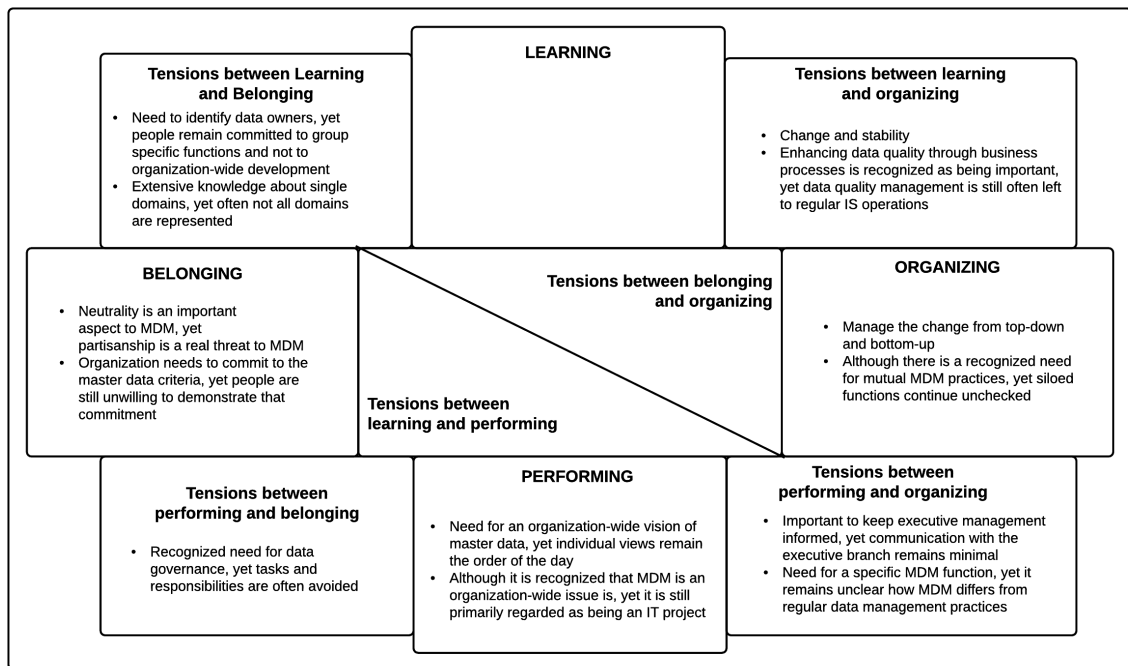 LEARNING
Tensions between Learning
and Belonging
• Need to identify data owners, yet
people remain committed to group
specific functions and not to
organization-wide development
• Extensive knowledge about single
domains, yet often not all domains
are represented
Tensions between learning
and organizing
• Change and stability
• Enhancing data quality through business
processes is recognized as being important,
yet data quality management is still often left
to regular IS operations
BELONGING
• Neutrality is an important
aspect to MDM, yet
partisanship is a real threat to MDM
• Organization needs to commit to the
master data criteria, yet people are
still unwilling to demonstrate that
commitment
Tensions between belonging
and organizing
Tensions between
learning and performing
ORGANIZING
• Manage the change from top-down
and bottom-up
• Although there is a recognized need
for mutual MDM practices, yet siloed
functions continue unchecked
Tensions between
performing and belonging
• Recognized need for data
governance, yet tasks and
responsibilities are often avoided
PERFORMING
• Need for an organization-wide vision of
master data, yet individual views remain
the order of the day
• Although it is recognized that MDM is an
organization-wide issue is, yet it is still
primarily regarded as being an IT project
Tensions between
performing and organizing
• Important to keep executive management
informed, yet communication with the
executive branch remains minimal
• Need for a specific MDM function, yet it
remains unclear how MDM differs from
regular data management practices